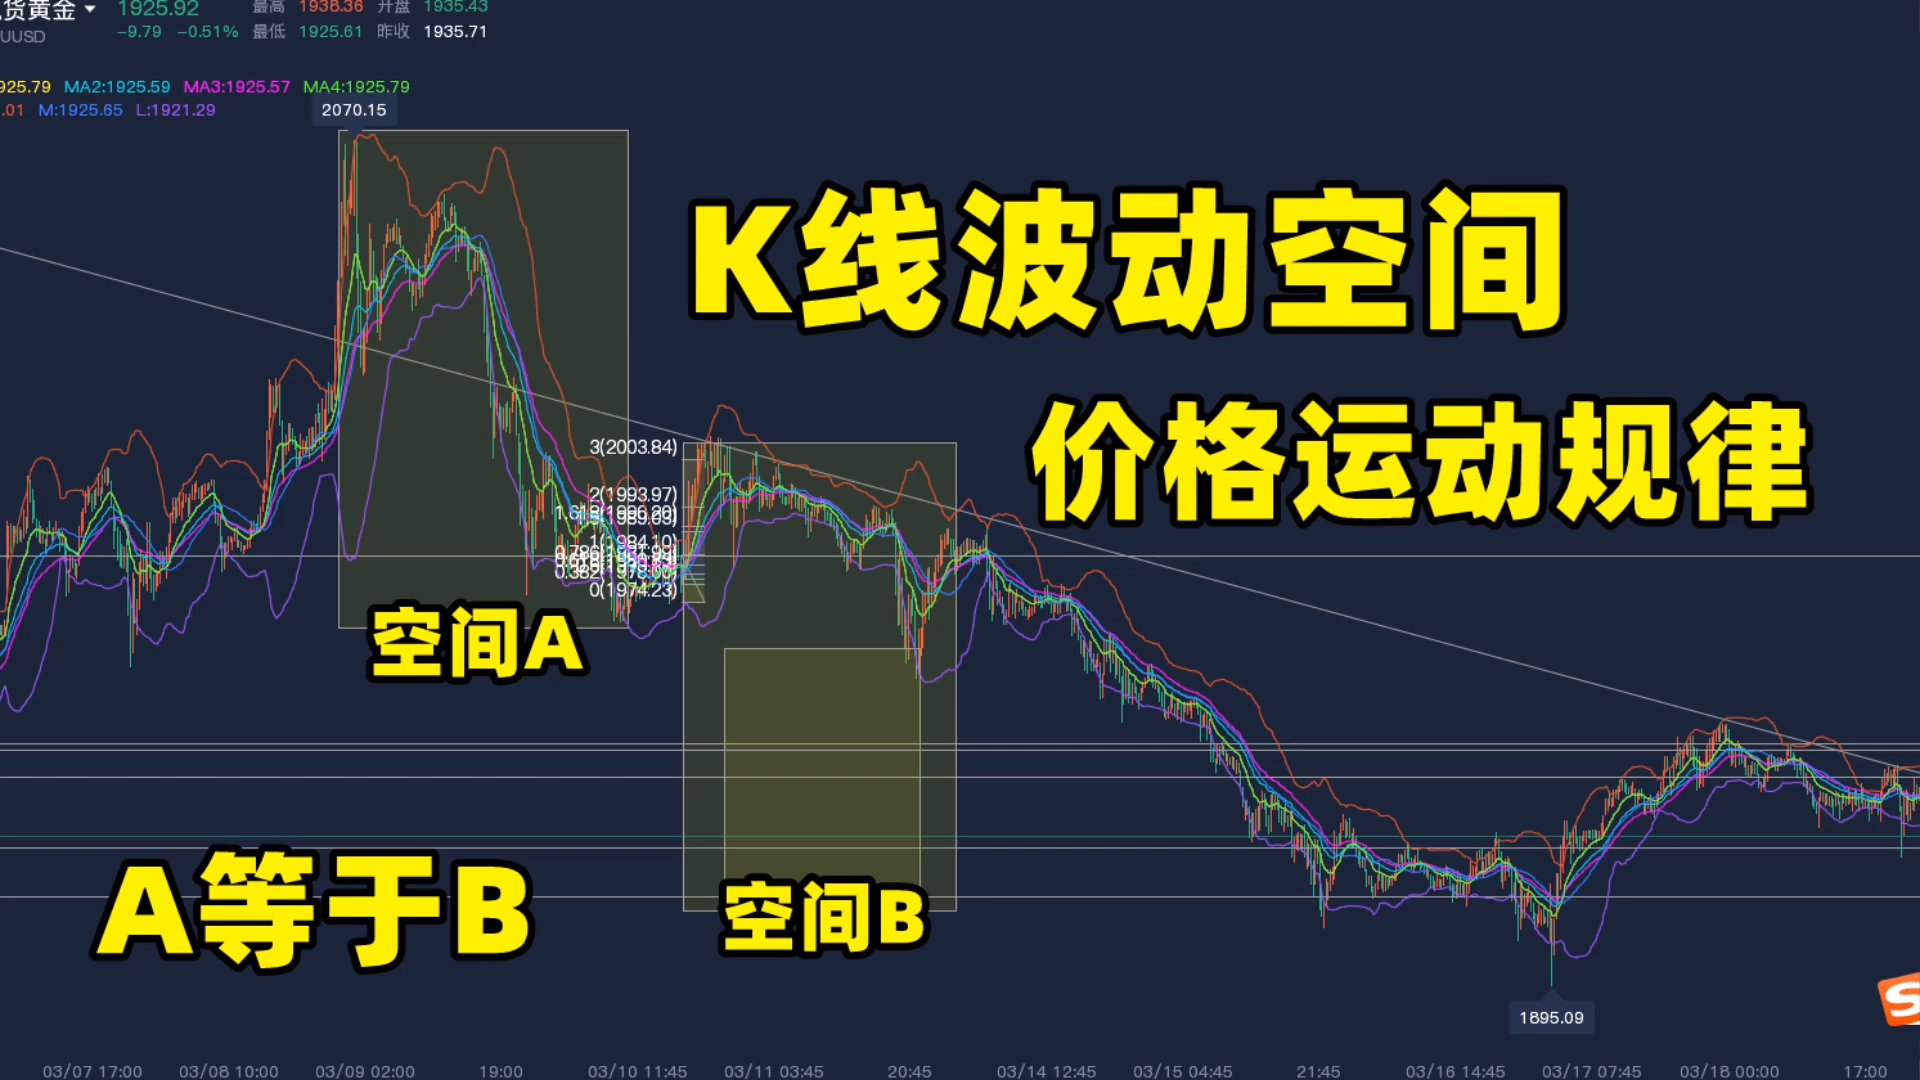 货黄金 1925.92 最高 1938.36 开盘 1935.43
UUSD −9.79 −0.51% 最低 1925.61 昨收 1935.71
925.79 MA2:1925.59 MA3:1925.57 MA4:1925.79
.01 M:1925.65 L:1921.29
2070.15
K线波动空间
价格运动规律
3(2003.84)
2(1993.97)
1(1984.10)
0(1974.23)
空间A
A等于B
空间B
1895.09
03/07 17:00 03/08 10:00 03/09 02:00 19:00 03/10 11:45 03/11 03:45 20:45 03/14 12:45 03/15 04:45 21:45 03/16 14:45 03/17 07:45 03/18 00:00 17:00